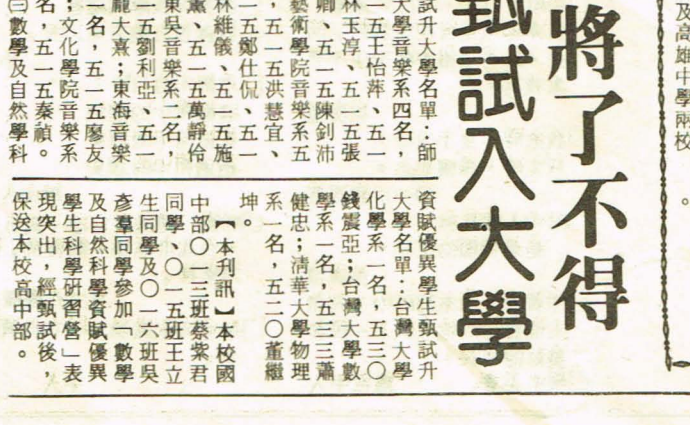 及高雄中學兩校
。
將了不得
甄試入大學
試升大學名單：師
大學音樂系四名，
五一五王怡萍、五一
林玉淳、五一五張
卿、五一五陳釗沛
藝術學院音樂系五
，五一五洪慧宜、
一五鄭仕侃、五一
林維儀、五一五施
薰、五一五萬靜伶
東吳音樂系二名，
一五劉利亞、五一
龐大熹；東海音樂
一名，五一五廖友
；文化學院音樂系
名，五一五秦禎。
㈢數學及自然學科
資賦優異學生甄試升
大學名單：台灣大學
化學系一名，五三〇
錢震亞；台灣大學數
學系一名，五三三蕭
健忠；清華大學物理
系一名，五二〇董繼
坤。
【本刊訊】本校國
中部〇一三班蔡紫君
同學、〇一五班王立
生同學及〇一六班吳
彥羣同學參加「數學
及自然科學資賦優異
學生科學研習營」表
現突出，經甄試後，
保送本校高中部。